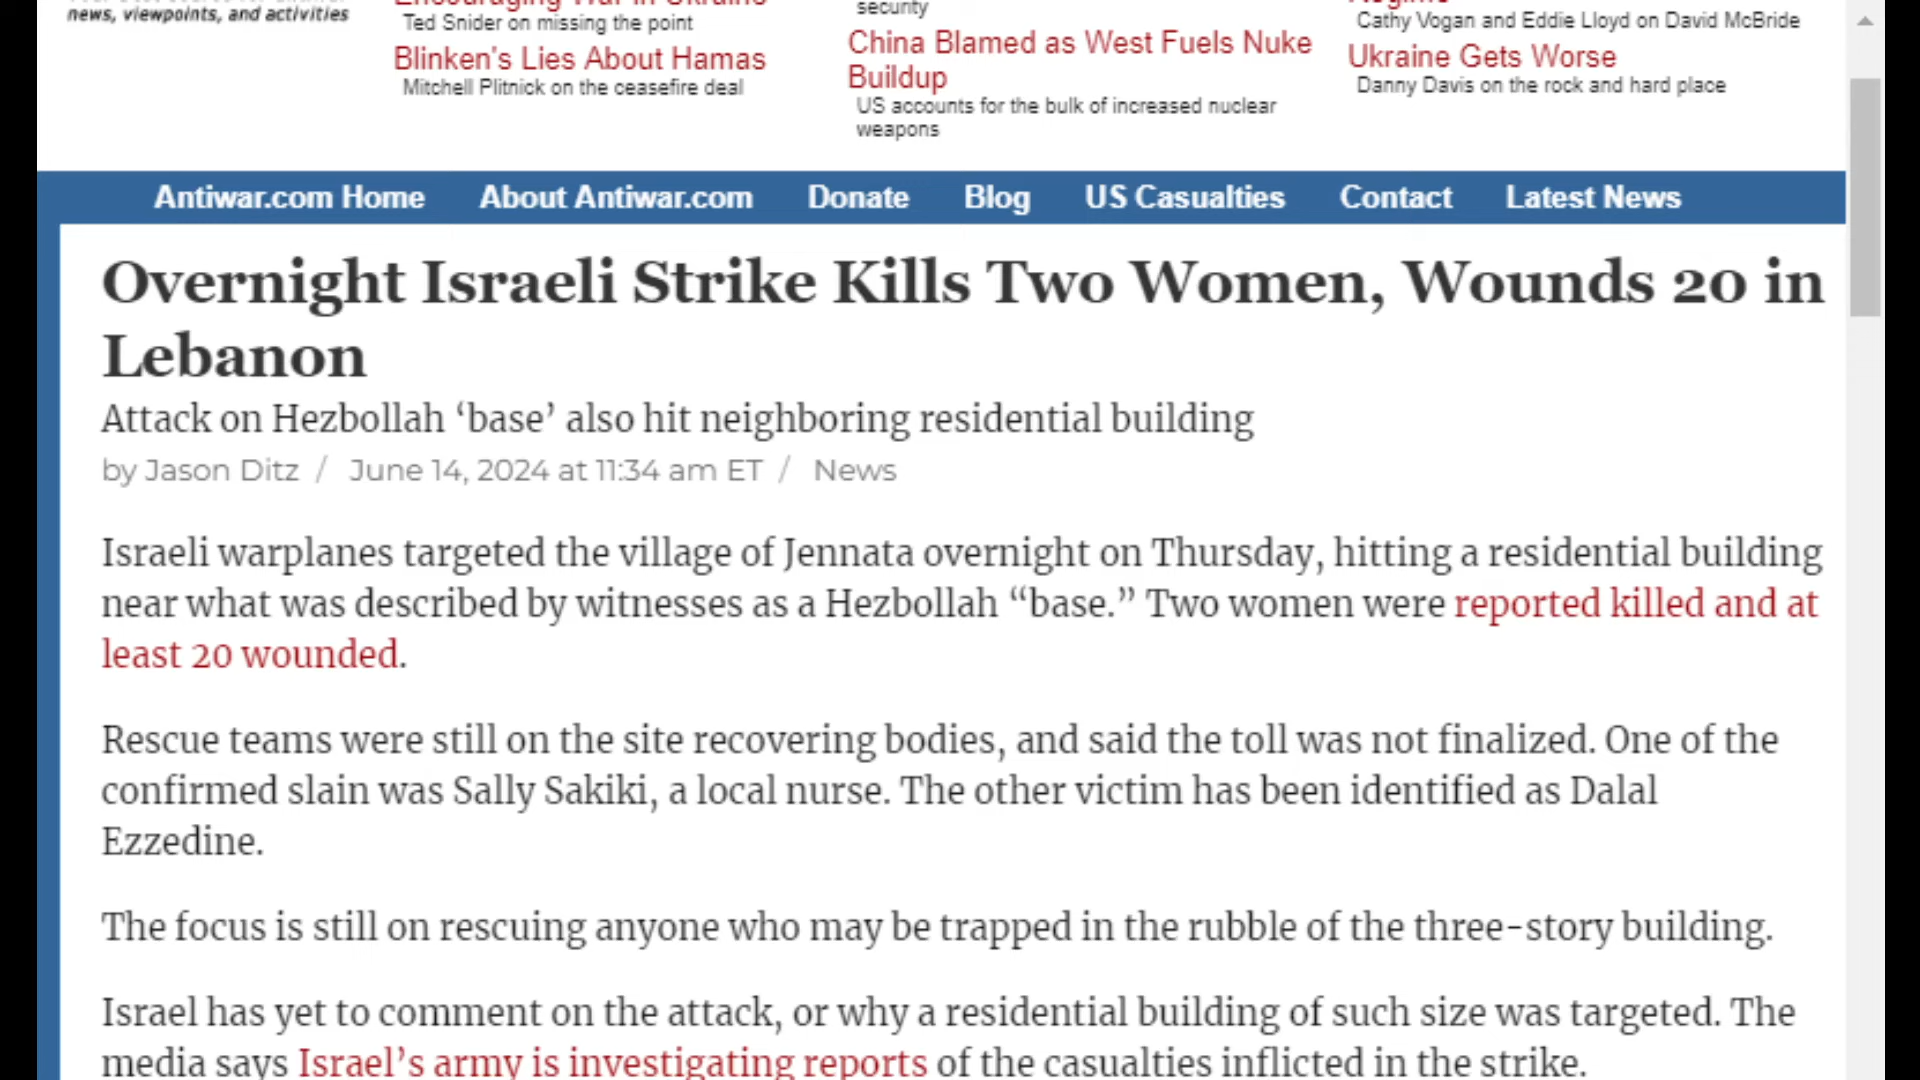 news, viewpoints, and activities
Encouraging War in Ukraine
Ted Snider on missing the point
Blinken's Lies About Hamas
Mitchell Plitnick on the ceasefire deal
security
China Blamed as West Fuels Nuke
Buildup
US accounts for the bulk of increased nuclear
weapons
Cathy Vogan and Eddie Lloyd on David McBride
Ukraine Gets Worse
Danny Davis on the rock and hard place
Antiwar.com Home About Antiwar.com Donate Blog US Casualties Contact Latest News
Overnight Israeli Strike Kills Two Women, Wounds 20 in
Lebanon
Attack on Hezbollah ‘base’ also hit neighboring residential building
by Jason Ditz / June 14, 2024 at 11:34 am ET / News
Israeli warplanes targeted the village of Jennata overnight on Thursday, hitting a residential building
near what was described by witnesses as a Hezbollah “base.” Two women were reported killed and at
least 20 wounded.
Rescue teams were still on the site recovering bodies, and said the toll was not finalized. One of the
confirmed slain was Sally Sakiki, a local nurse. The other victim has been identified as Dalal
Ezzedine.
The focus is still on rescuing anyone who may be trapped in the rubble of the three-story building.
Israel has yet to comment on the attack, or why a residential building of such size was targeted. The
media says Israel’s army is investigating reports of the casualties inflicted in the strike.